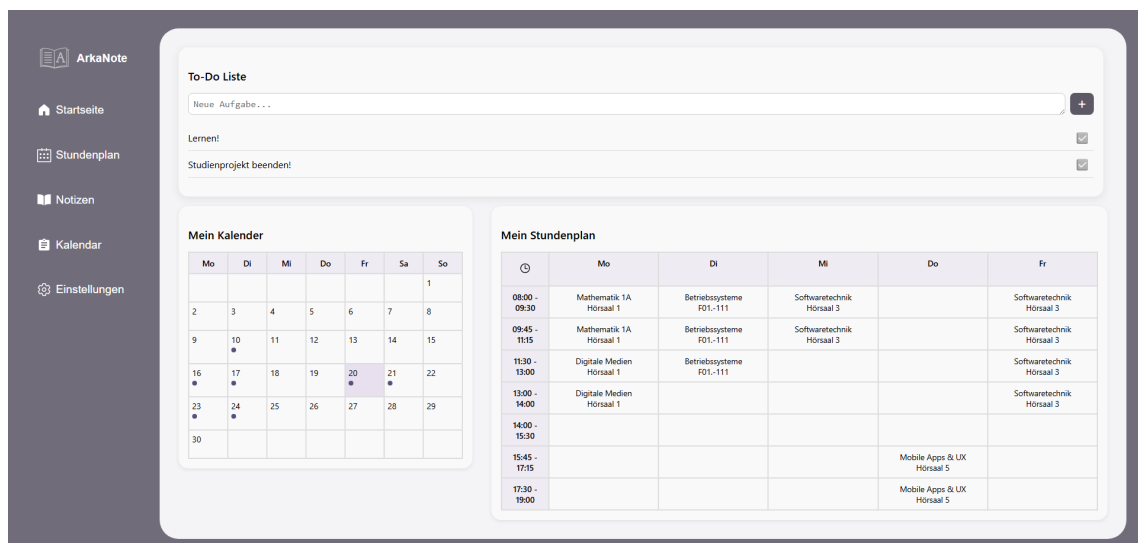 ArkaNote
Startseite
Stundenplan
Notizen
Kalendar
Einstellungen
To-Do Liste
Neue Aufgabe...
+
Lernen!
Studienprojekt beenden!
Mein Kalender
Mo Di Mi Do Fr Sa So
1
2 3 4 5 6 7 8
9 10 11 12 13 14 15
16 17 18 19 20 21 22
23 24 25 26 27 28 29
30
Mein Stundenplan
Mo Di Mi Do Fr
08:00 - Mathematik 1A Betriebssysteme Softwaretechnik Softwaretechnik
09:30 Hörsaal 1 F01.-111 Hörsaal 3 Hörsaal 3
09:45 - Mathematik 1A Betriebssysteme Softwaretechnik Softwaretechnik
11:15 Hörsaal 1 F01.-111 Hörsaal 3 Hörsaal 3
11:30 - Digitale Medien Betriebssysteme Softwaretechnik
13:00 Hörsaal 1 F01.-111 Hörsaal 3
13:00 - Digitale Medien Softwaretechnik
14:00 Hörsaal 1 Hörsaal 3
14:00 -
15:30
15:45 - Mobile Apps & UX
17:15 Hörsaal 5
17:30 - Mobile Apps & UX
19:00 Hörsaal 5